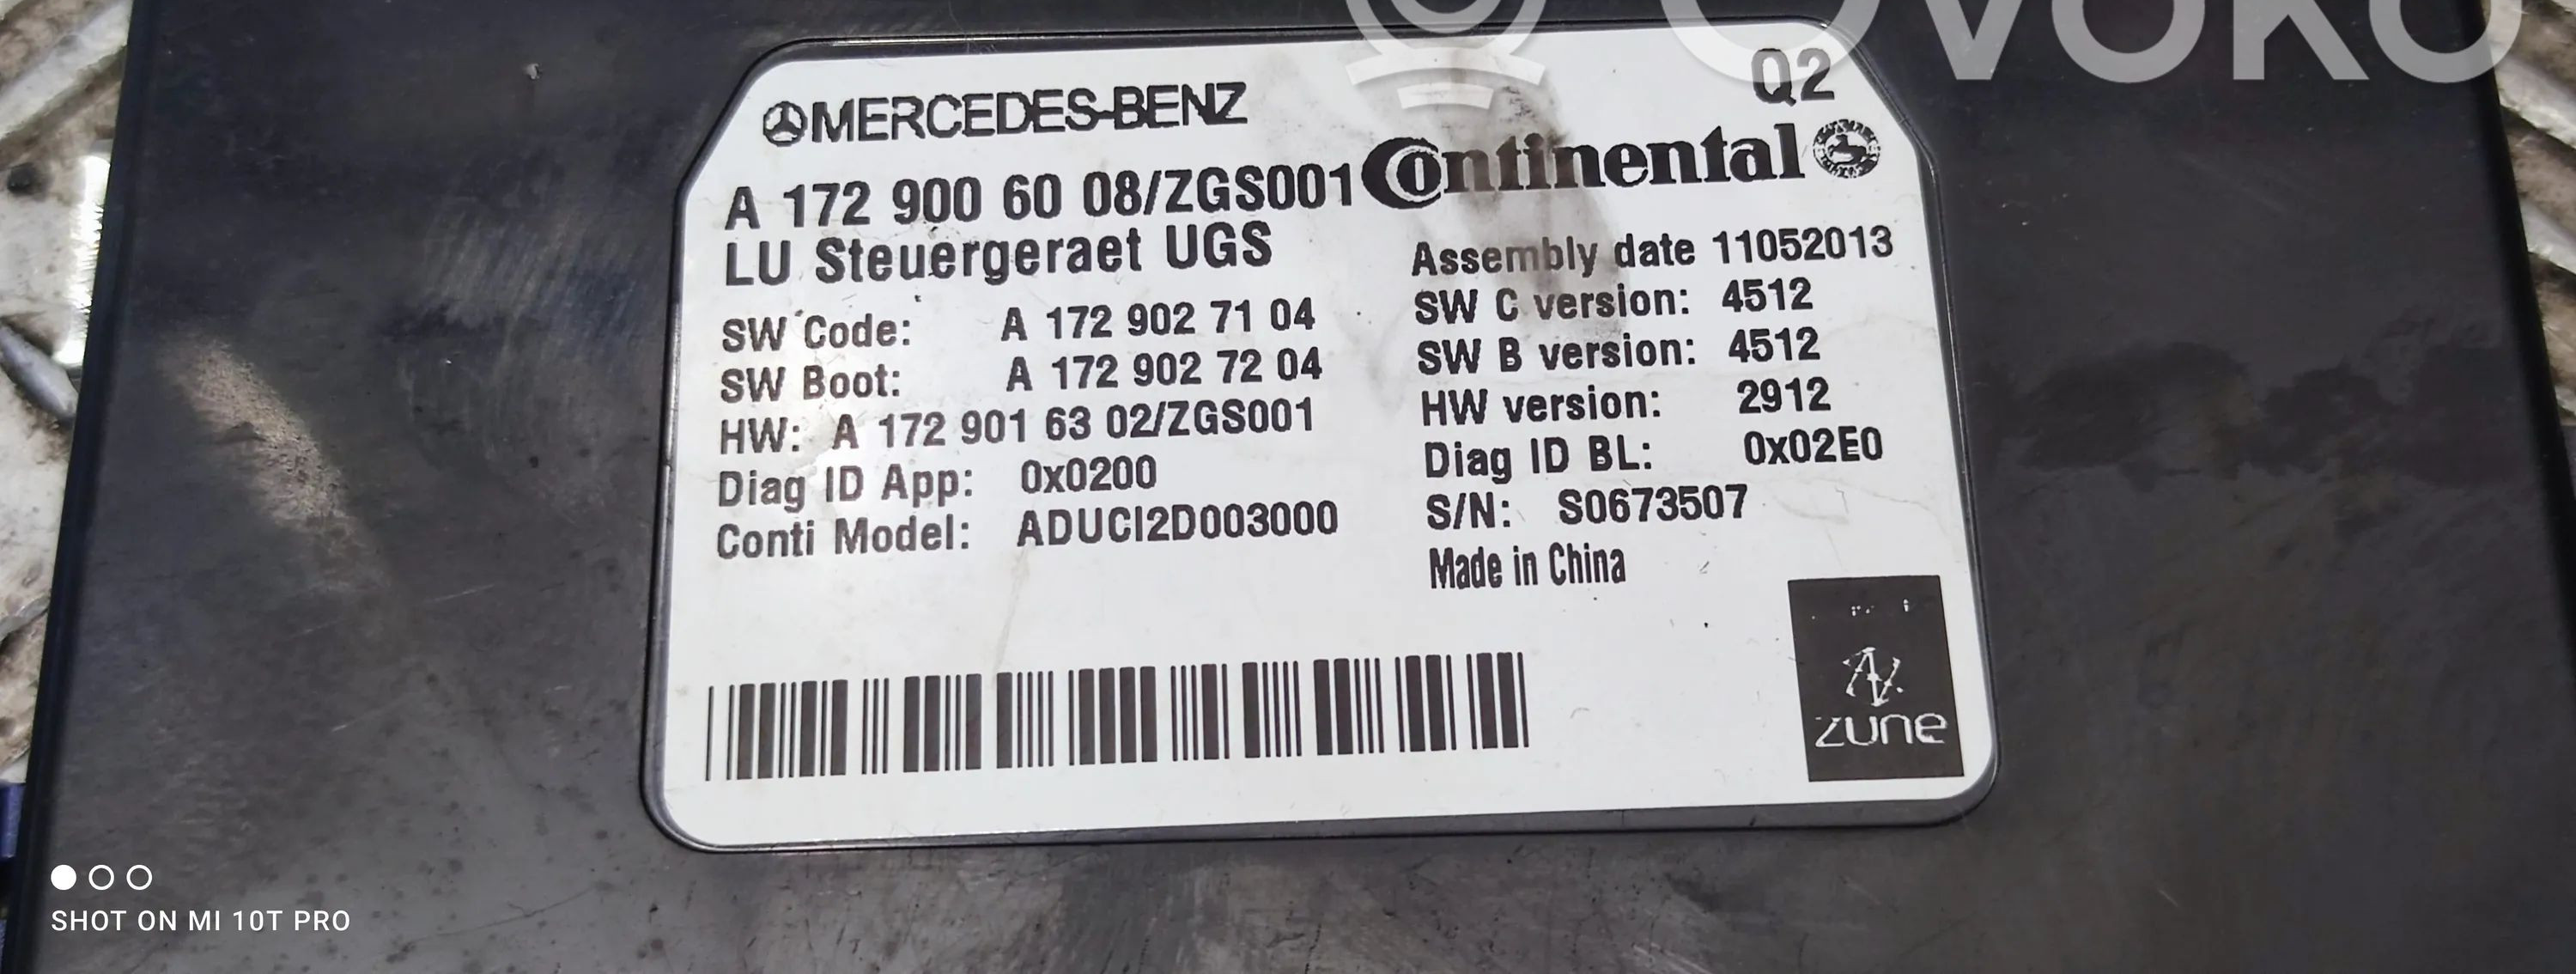 OVOKO
Q2
MERCEDES-BENZ
Continental
A 172 900 60 08/ZGS001
LU Steuergeraet UGS
Assembly date 11052013
SW Code: A 172 902 71 04
SW C version: 4512
SW Boot: A 172 902 72 04
SW B version: 4512
HW: A 172 901 63 02/ZGS001
HW version: 2912
Diag ID App: 0x0200
Diag ID BL: 0x02E0
Conti Model: ADUCI2D003000
S/N: S0673507
Made in China
zune
SHOT ON MI 10T PRO